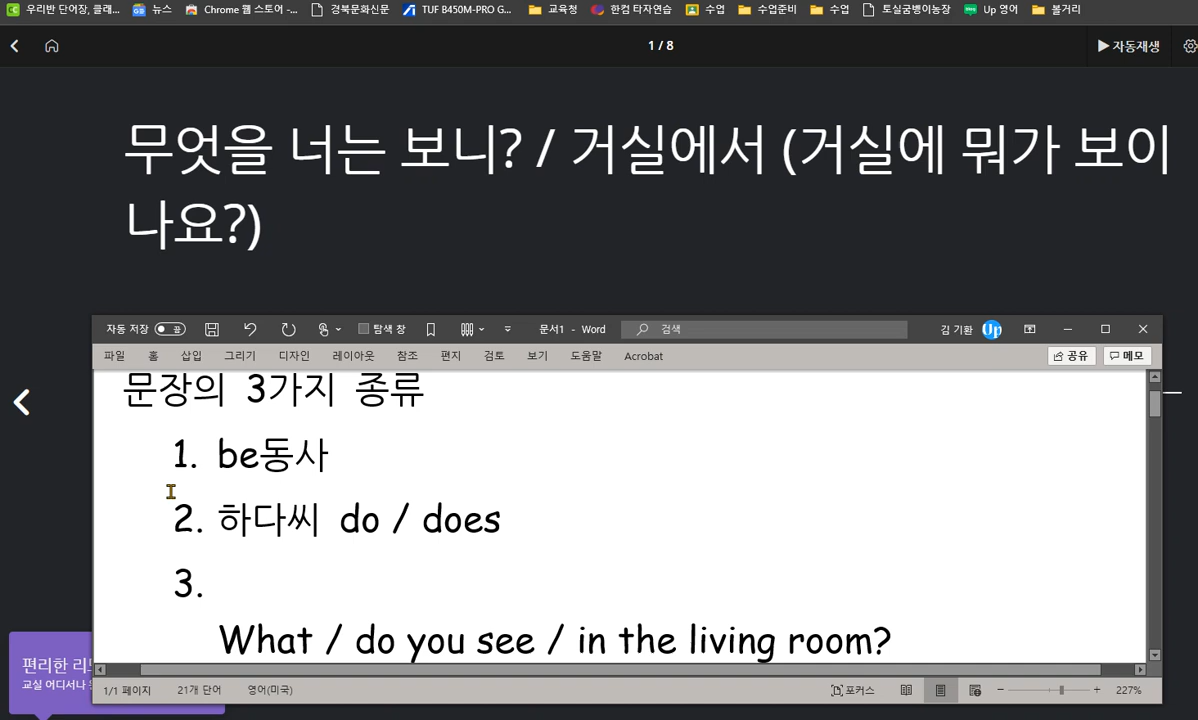 우리반 단어장, 클래... 뉴스 Chrome 웹 스토어 -... 경북문화신문 TUF B450M-PRO G... 교육청 한컴 타자연습 수업 수업준비 수업 토실굼벵이농장 Up 영어 볼거리
1 / 8 자동재생
무엇을 너는 보니? / 거실에서 (거실에 뭐가 보이
나요?)
자동 저장 끔 탐색 창 문서1 - Word 검색 김 기환 Up
파일 홈 삽입 그리기 디자인 레이아웃 참조 편지 검토 보기 도움말 Acrobat 공유 메모
문장의 3가지 종류
1. be동사
2. 하다씨 do / does
3.
What / do you see / in the living room?
편리한
교실 어디서나
1/1 페이지 21개 단어 영어(미국) 포커스 227%